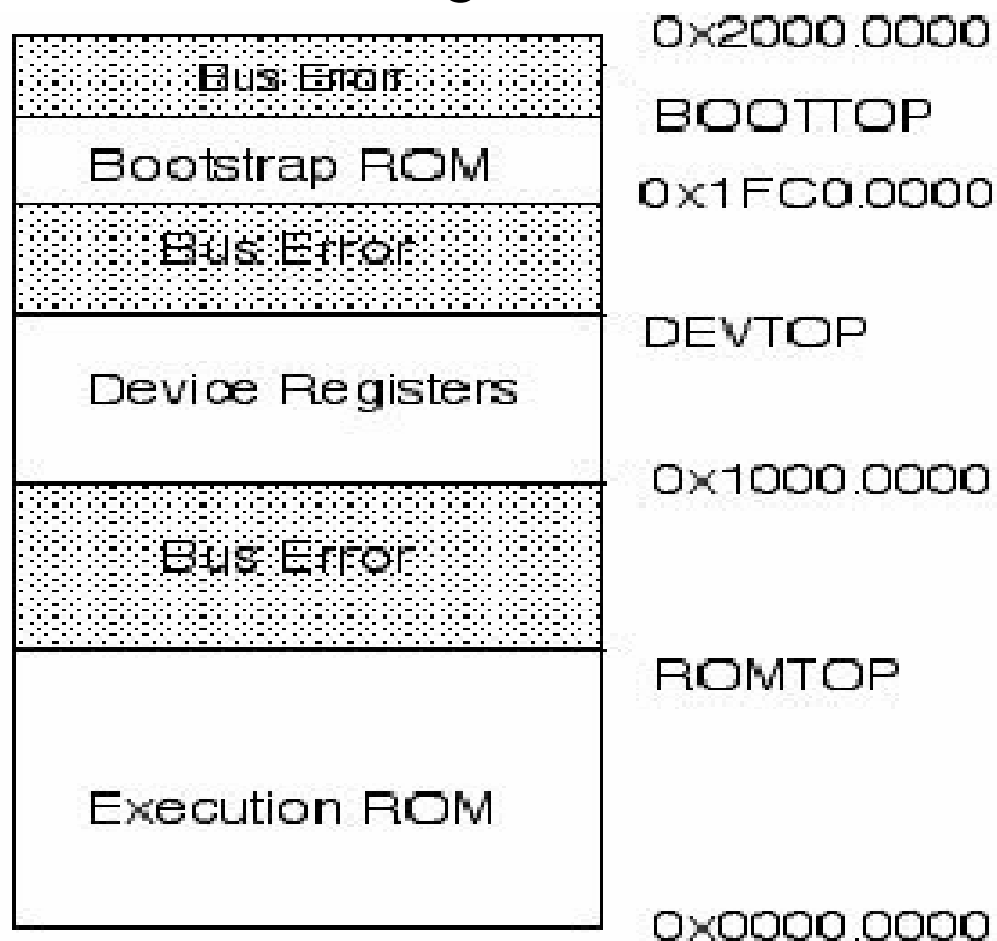 0x2000.0000
Bus Error
BOOTTOP
Bootstrap ROM
0x1FC0.0000
Bus Error
DEVTOP
Device Registers
0x1000.0000
Bus Error
ROMTOP
Execution ROM
0x0000.0000